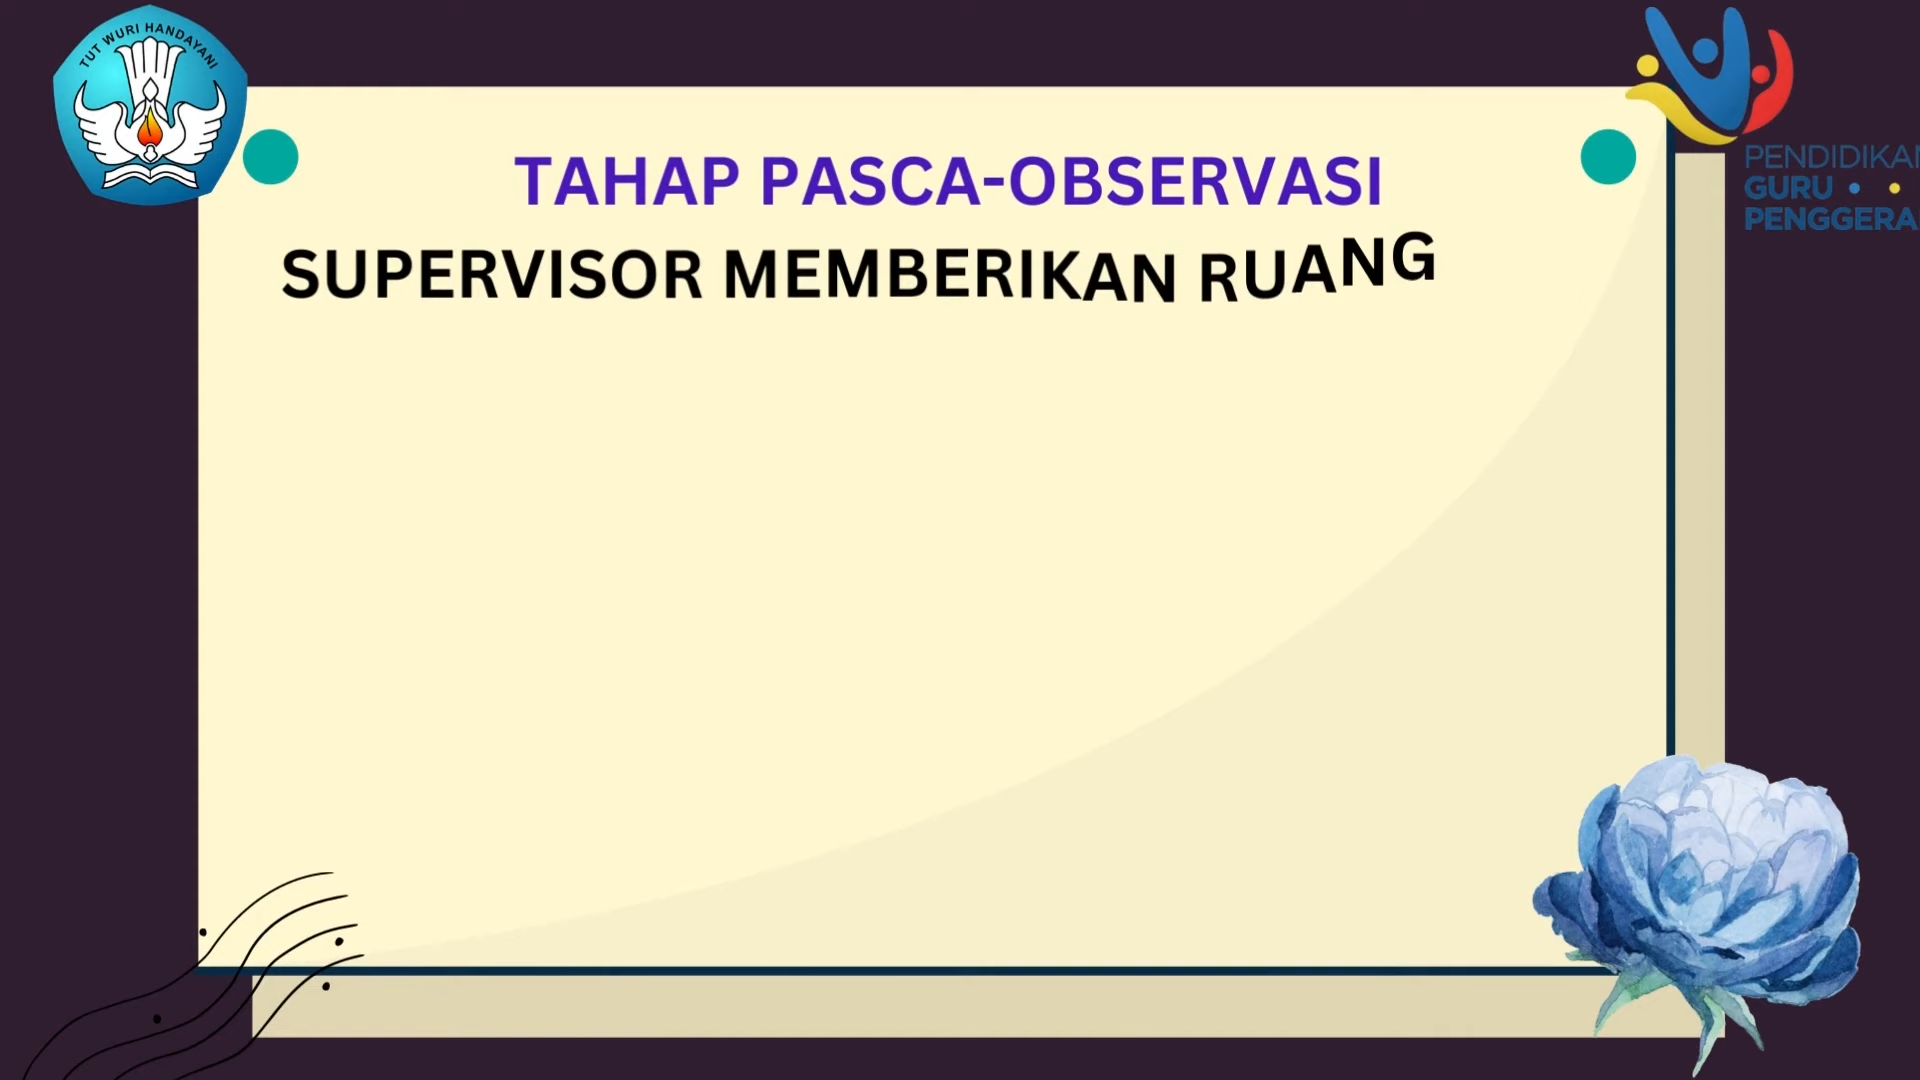 TUT WURI HANDAYANI
PENDIDIKAN
GURU
PENGGERA
TAHAP PASCA-OBSERVASI
SUPERVISOR MEMBERIKAN RUANG